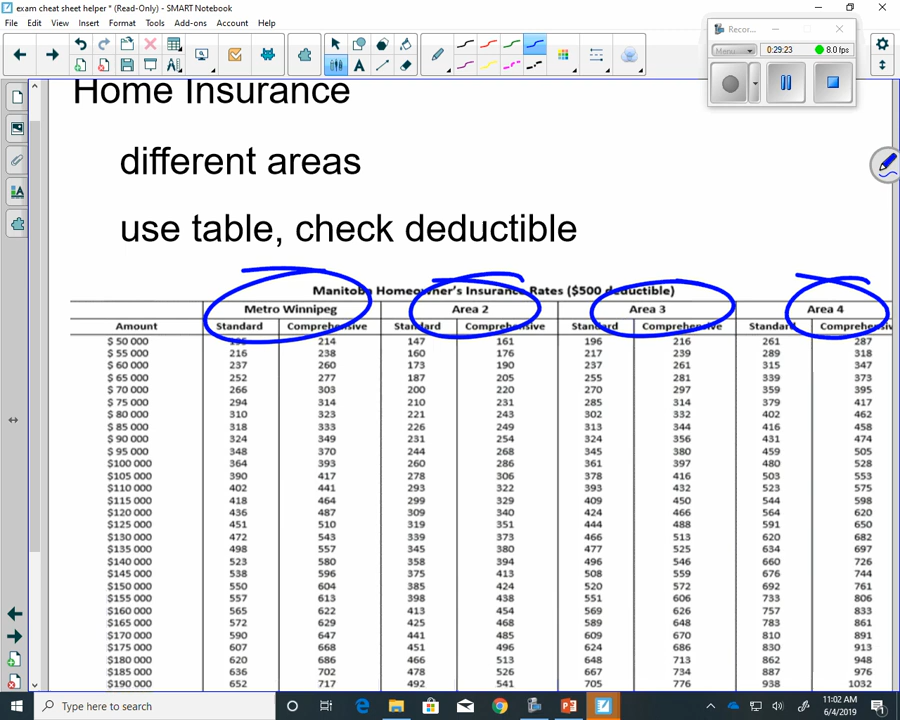 exam cheat sheet helper * (Read-Only) - SMART Notebook
File Edit View Insert Format Tools Add-ons Account Help
Recor...
Menu 0:29:23 8.0 fps
Home Insurance
different areas
use table, check deductible
Manitoba Homeowner's Insurance Rates ($500 deductible)
Metro Winnipeg Area 2 Area 3 Area 4
Amount Standard Comprehensive Standard Comprehensive Standard Comprehensive Standard Comprehensiv
$ 50 000 214 147 161 196 216 261 287
$ 55 000 216 238 160 176 217 239 289 318
$ 60 000 237 260 173 190 237 261 315 347
$ 65 000 252 277 187 205 255 281 339 373
$ 70 000 266 303 200 220 270 297 359 395
$ 75 000 294 314 210 231 285 314 379 417
$ 80 000 310 323 221 243 302 332 402 462
$ 85 000 318 333 226 249 313 344 416 458
$ 90 000 324 349 231 254 324 356 431 474
$ 95 000 348 370 244 268 345 380 459 505
$100 000 364 393 260 286 361 397 480 528
$105 000 390 417 278 306 378 416 503 553
$110 000 402 441 293 322 393 432 523 575
$115 000 418 464 299 329 409 450 544 598
$120 000 436 487 309 340 424 466 564 620
$125 000 451 510 319 351 444 488 591 650
$130 000 472 543 339 373 466 513 620 682
$135 000 498 557 345 380 477 525 634 697
$140 000 523 580 358 394 496 546 660 726
$145 000 538 596 375 413 508 559 676 744
$150 000 550 604 385 424 520 572 692 761
$155 000 557 613 398 438 551 606 733 806
$160 000 565 622 413 454 569 626 757 833
$165 000 572 629 425 468 589 648 783 861
$170 000 590 647 441 485 609 670 810 891
$175 000 607 668 451 496 624 686 830 913
$180 000 620 686 466 513 648 713 862 948
$185 000 636 702 478 526 667 734 887 976
$190 000 652 717 492 541 705 776 938 1032
Type here to search
11:02 AM
6/4/2019